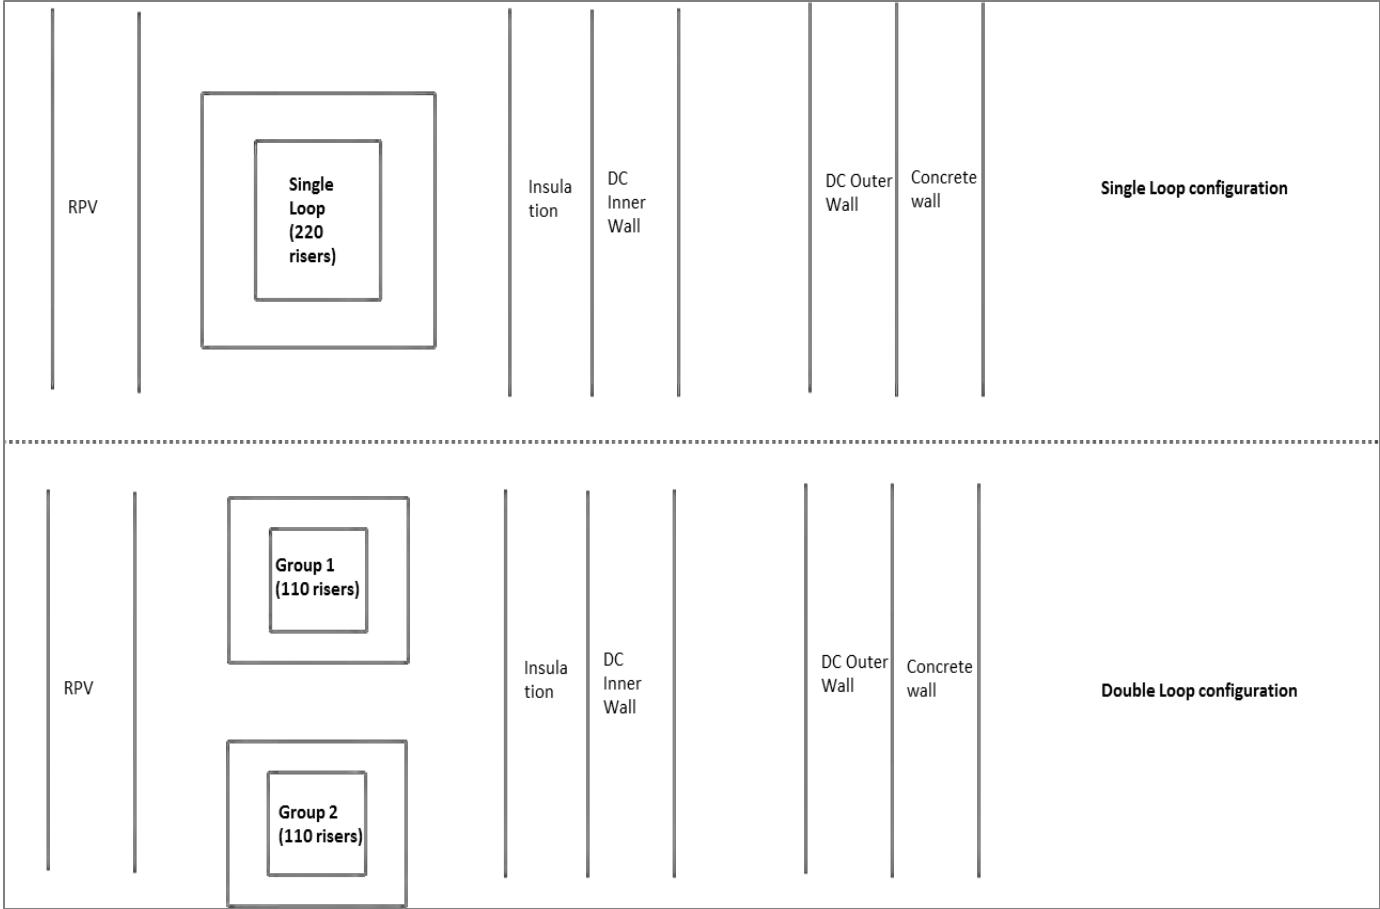 RPV
Single
Loop
(220
risers)
Insula
tion
DC
Inner
Wall
DC Outer
Wall
Concrete
wall
Single Loop configuration
RPV
Group 1
(110 risers)
Group 2
(110 risers)
Insula
tion
DC
Inner
Wall
DC Outer
Wall
Concrete
wall
Double Loop configuration